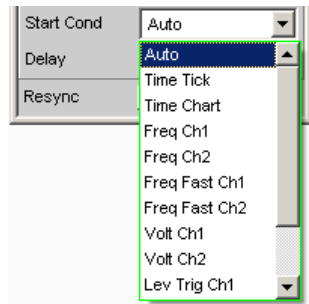 Start Cond Auto
Delay Auto
Time Tick
Resync
Time Chart
Freq Ch1
Freq Ch2
Freq Fast Ch1
Freq Fast Ch2
Volt Ch1
Volt Ch2
Lev Trig Ch1